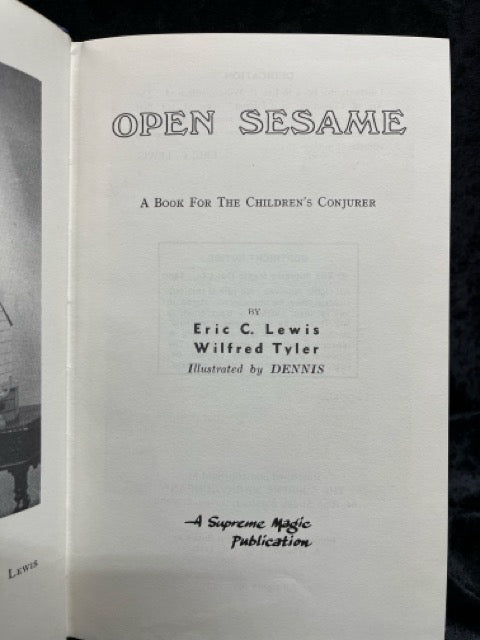 OPEN SESAME
A Book For The Children's Conjurer
BY
Eric C. Lewis
Wilfred Tyler
Illustrated by DENNIS
A Supreme Magic
Publication
Lewis